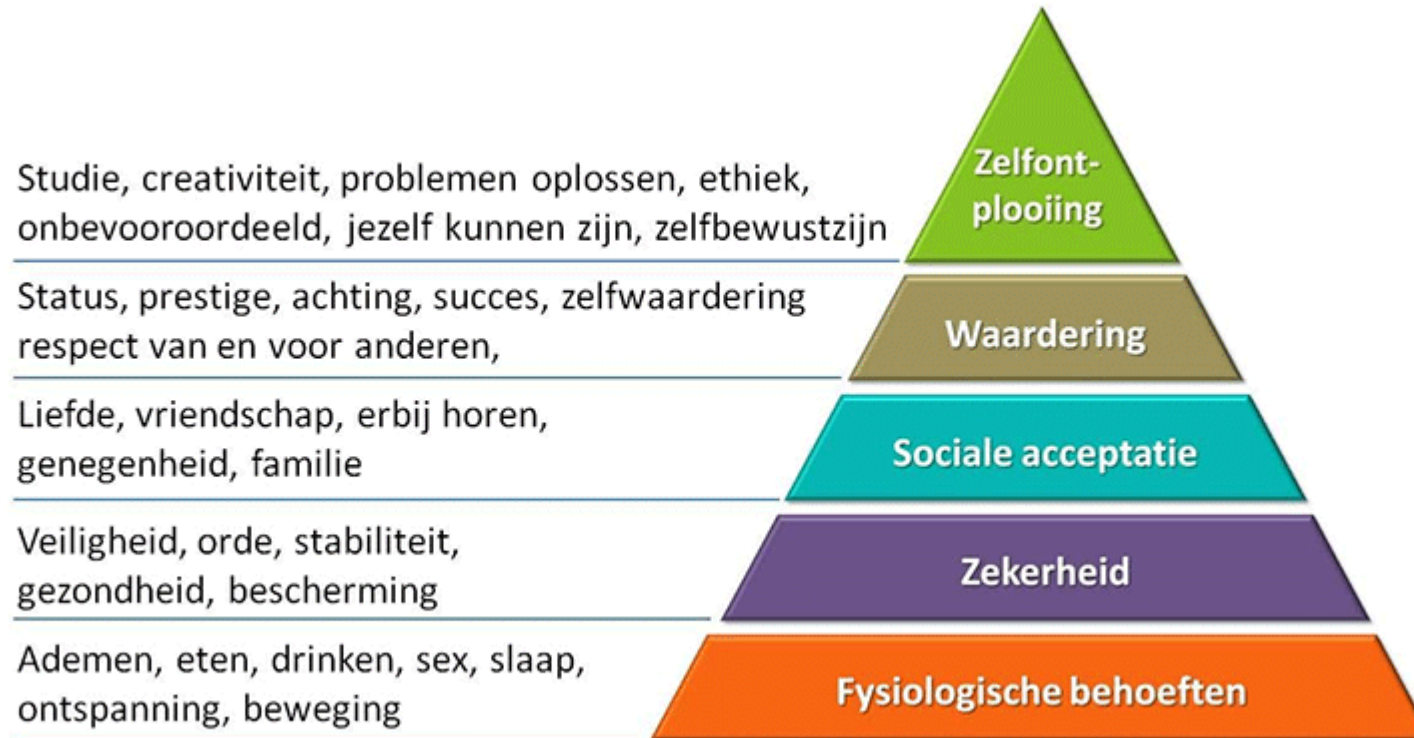 Studie, creativiteit, problemen oplossen, ethiek,
onbevooroordeeld, jezelf kunnen zijn, zelfbewustzijn
Zelfont-
plooiing
Status, prestige, achting, succes, zelfwaardering
respect van en voor anderen,
Waardering
Liefde, vriendschap, erbij horen,
genegenheid, familie
Sociale acceptatie
Veiligheid, orde, stabiliteit,
gezondheid, bescherming
Zekerheid
Ademen, eten, drinken, sex, slaap,
ontspanning, beweging
Fysiologische behoeften